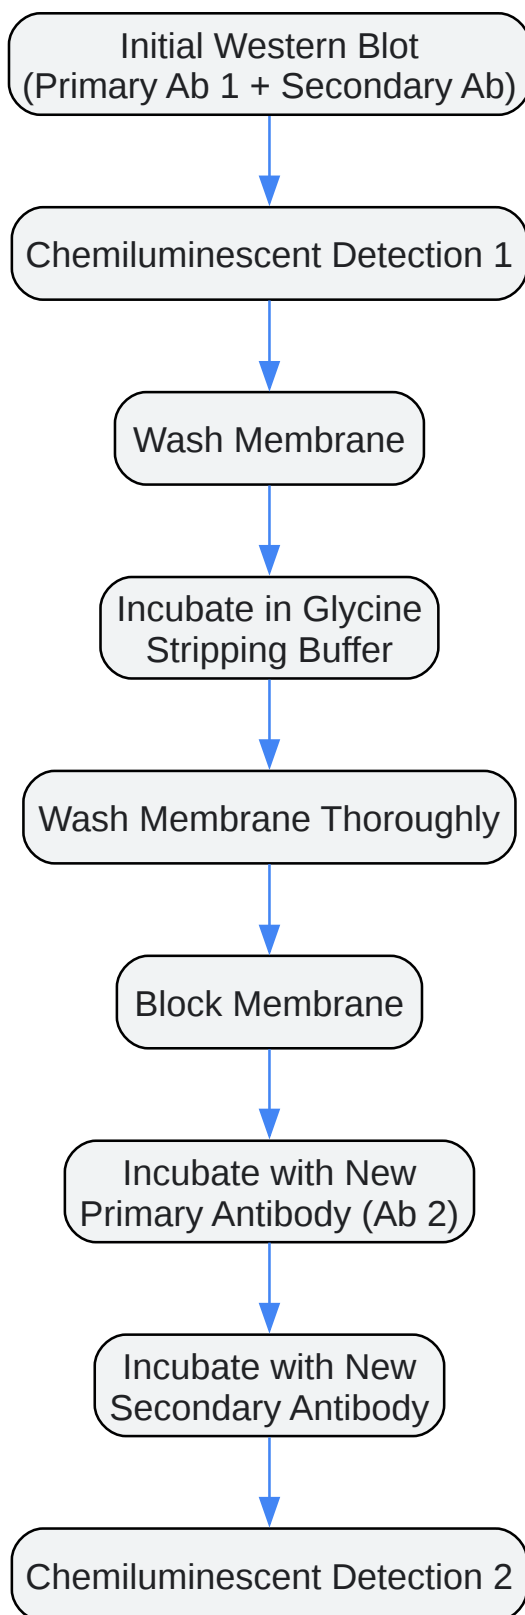 Initial Western Blot
(Primary Ab 1 + Secondary Ab)
Chemiluminescent Detection 1
Wash Membrane
Incubate in Glycine
Stripping Buffer
Wash Membrane Thoroughly
Block Membrane
Incubate with New
Primary Antibody (Ab 2)
Incubate with New
Secondary Antibody
Chemiluminescent Detection 2